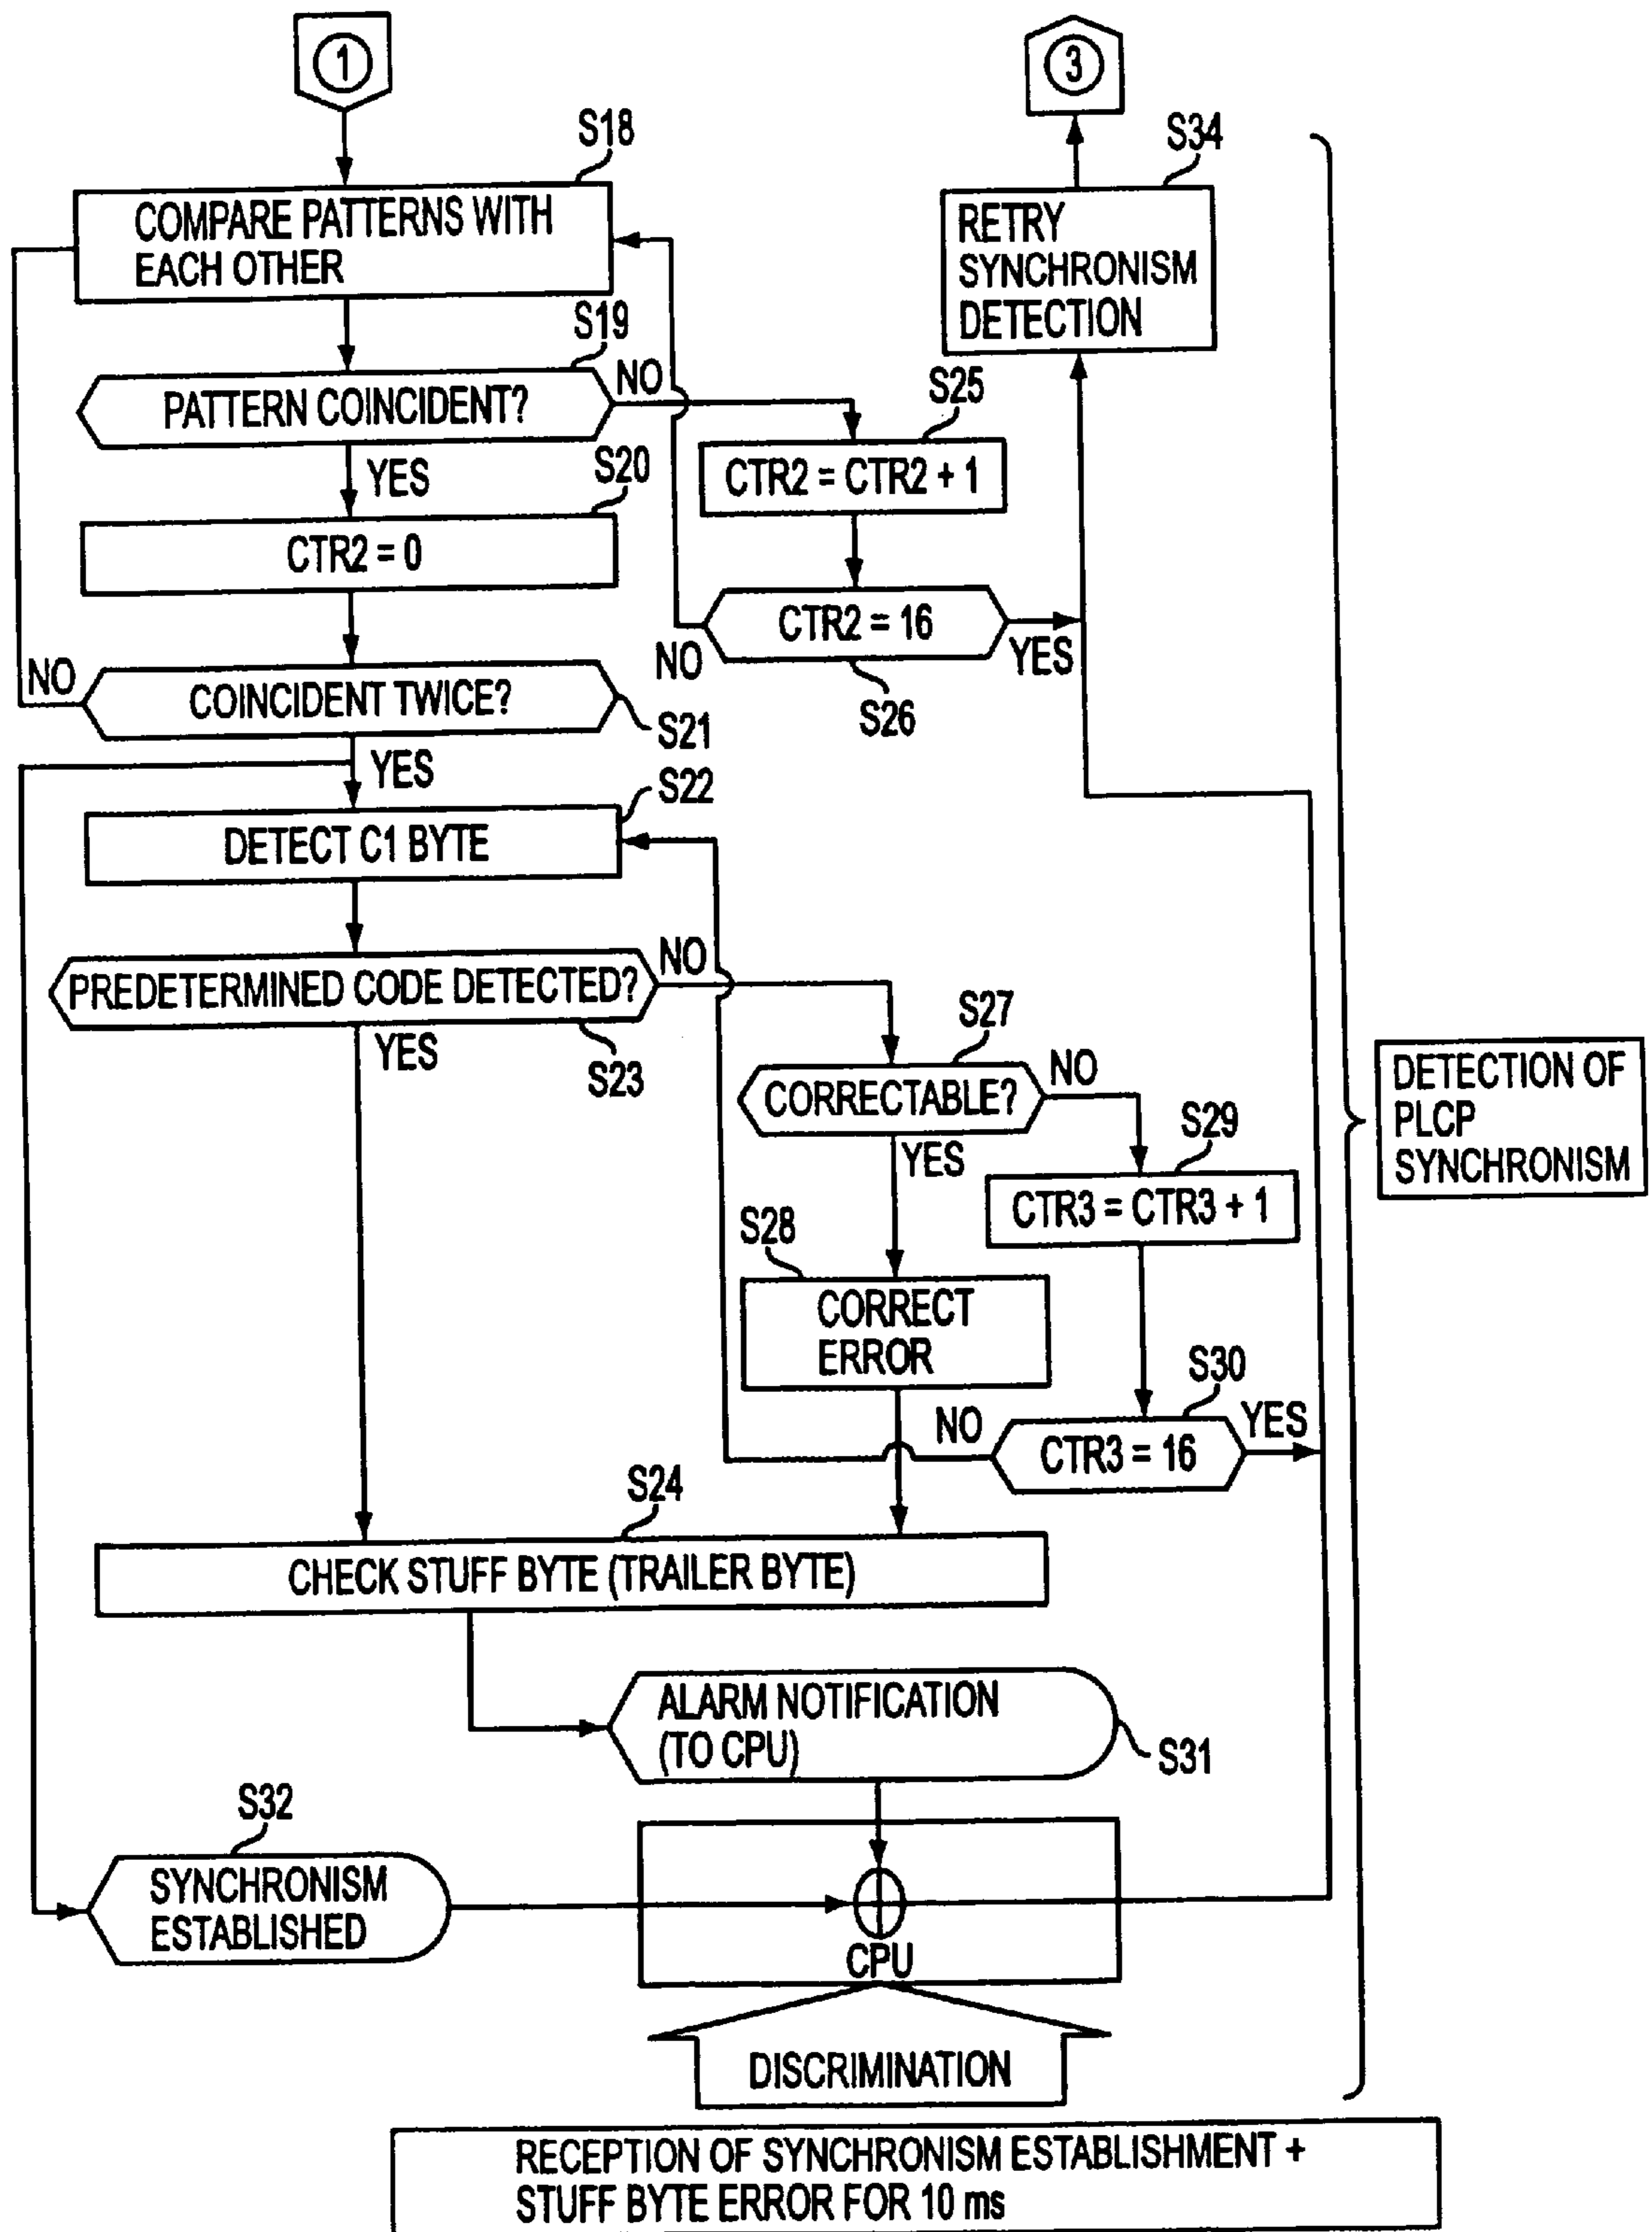 1
3
S18
S34
COMPARE PATTERNS WITH
EACH OTHER
RETRY
SYNCHRONISM
DETECTION
S19
PATTERN COINCIDENT?
NO
S25
YES
S20
CTR2 = CTR2 + 1
CTR2 = 0
CTR2 = 16
NO
YES
S26
NO
COINCIDENT TWICE?
S21
YES
S22
DETECT C1 BYTE
PREDETERMINED CODE DETECTED?
NO
S23
YES
S27
CORRECTABLE?
NO
YES
S29
CTR3 = CTR3 + 1
DETECTION OF
PLCP
SYNCHRONISM
S28
CORRECT
ERROR
S30
NO
YES
CTR3 = 16
S24
CHECK STUFF BYTE (TRAILER BYTE)
ALARM NOTIFICATION
(TO CPU)
S31
S32
SYNCHRONISM
ESTABLISHED
CPU
DISCRIMINATION
RECEPTION OF SYNCHRONISM ESTABLISHMENT +
STUFF BYTE ERROR FOR 10 ms